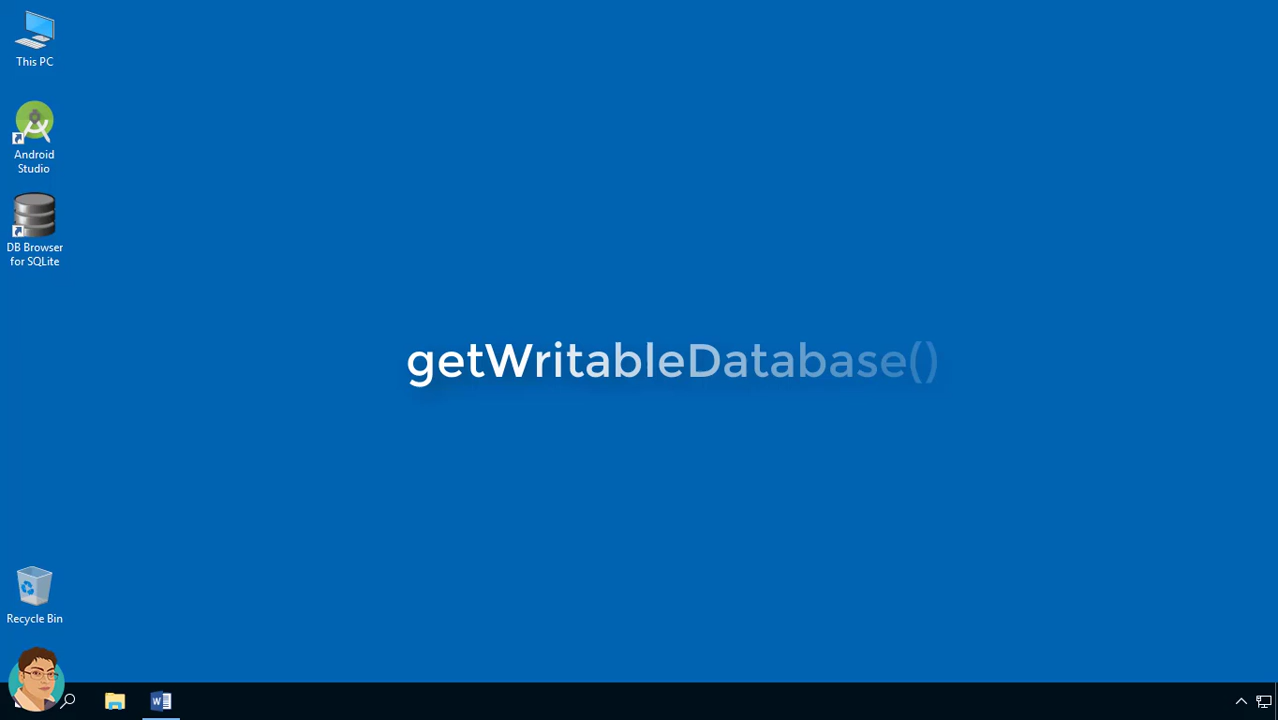 This PC
Android
Studio
DB Browser
for SQLite
getWritableDatabase()
Recycle Bin
W